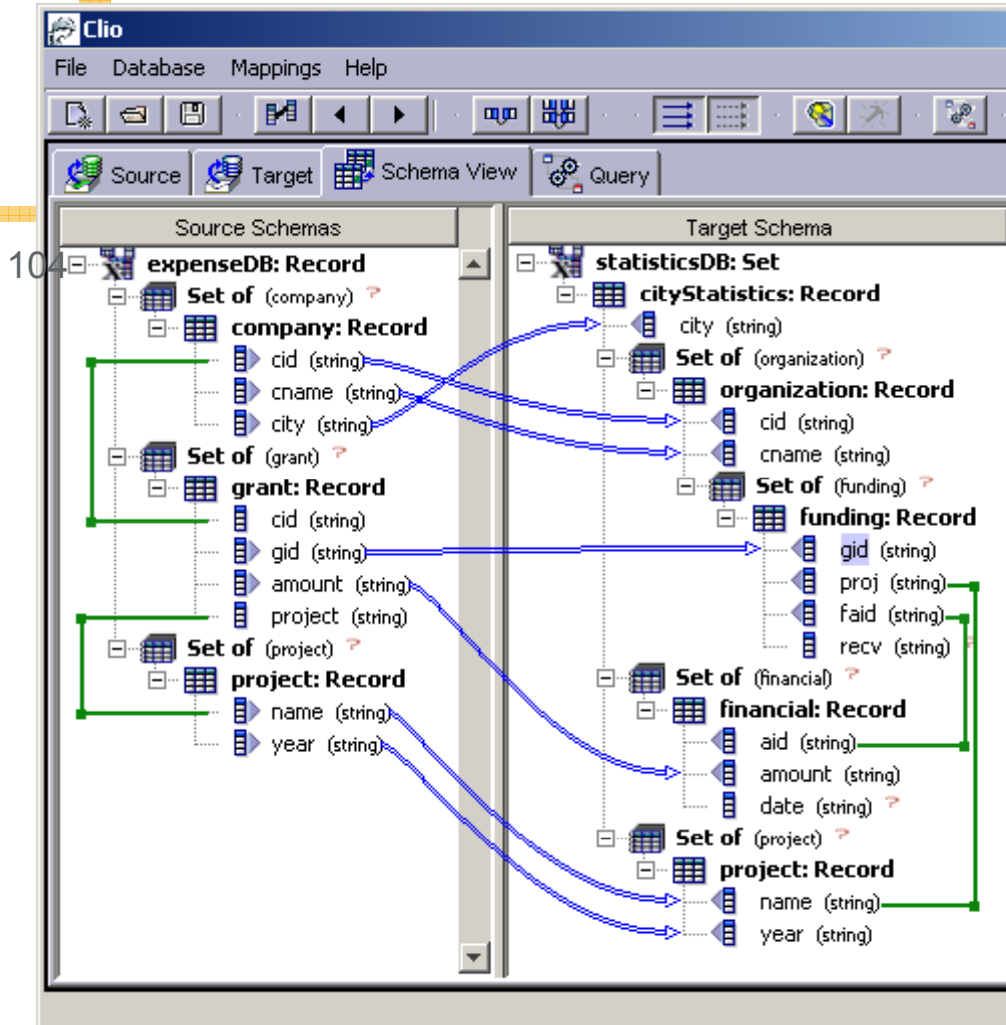 Clio
File Database Mappings Help
Source Target Schema View Query
Source Schemas
104
expenseDB: Record
Set of (company) ?
company: Record
cid (string)
cname (string)
city (string)
Set of (grant) ?
grant: Record
cid (string)
gid (string)
amount (string)
project (string)
Set of (project) ?
project: Record
name (string)
year (string)
Target Schema
statisticsDB: Set
cityStatistics: Record
city (string)
Set of (organization) ?
organization: Record
cid (string)
cname (string)
Set of (funding) ?
funding: Record
gid (string)
proj (string)
faid (string)
recv (string) ?
Set of (financial) ?
financial: Record
aid (string)
amount (string)
date (string) ?
Set of (project) ?
project: Record
name (string)
year (string)